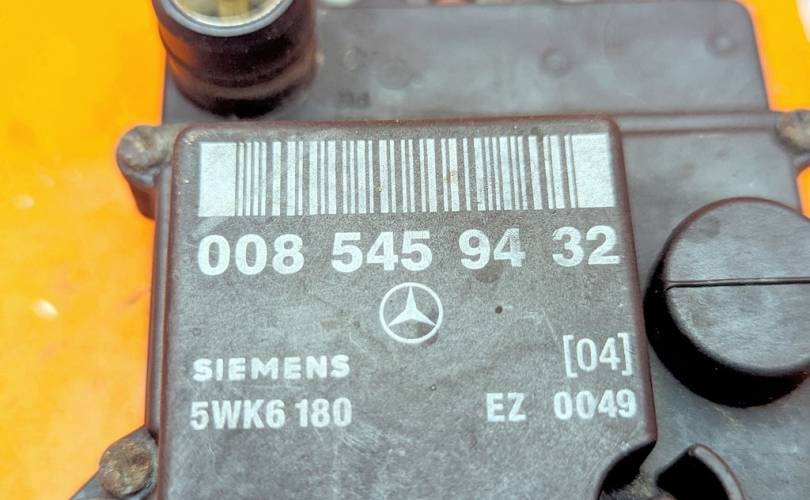 008 545 94 32
SIEMENS [04]
5WK6 180 EZ 0049